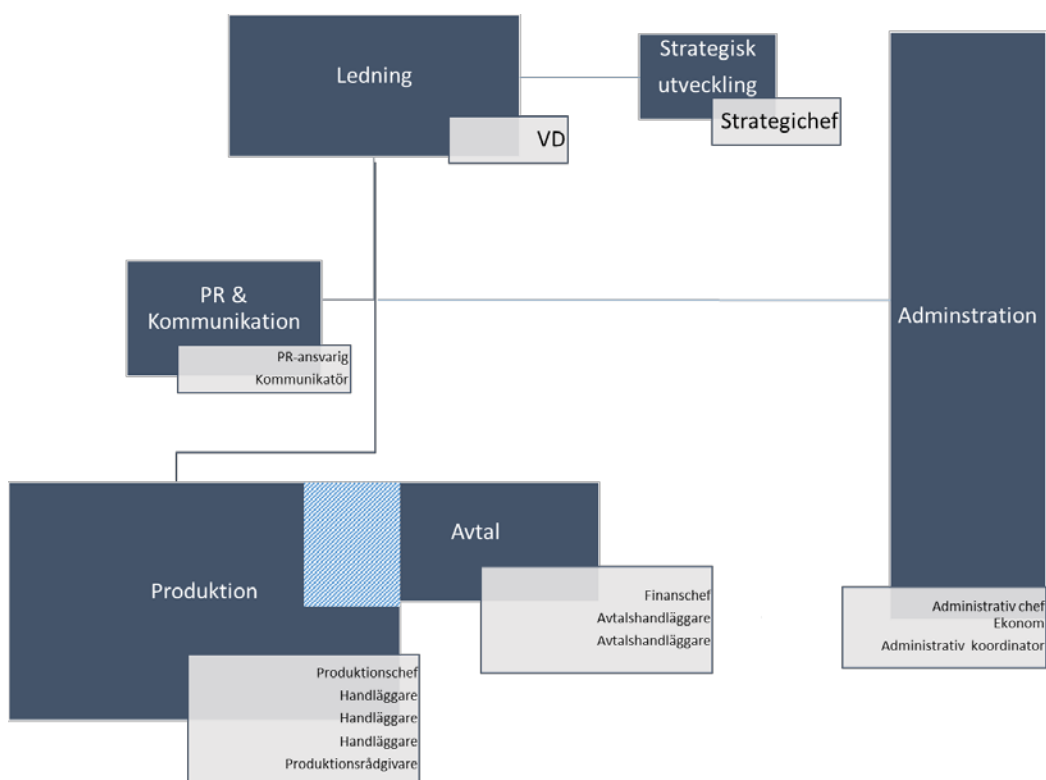 Ledning
VD
Strategisk
utveckling
Strategichef
PR &
Kommunikation
PR-ansvarig
Kommunikatör
Adminstration
Administrativ chef
Ekonom
Administrativ koordinator
Produktion
Produktionschef
Handläggare
Handläggare
Handläggare
Produktionsrådgivare
Avtal
Finanschef
Avtalshandläggare
Avtalshandläggare